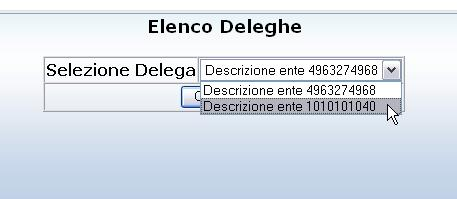 Elenco Deleghe
Selezione Delega Descrizione ente 4963274968
Descrizione ente 4963274968
Descrizione ente 1010101040